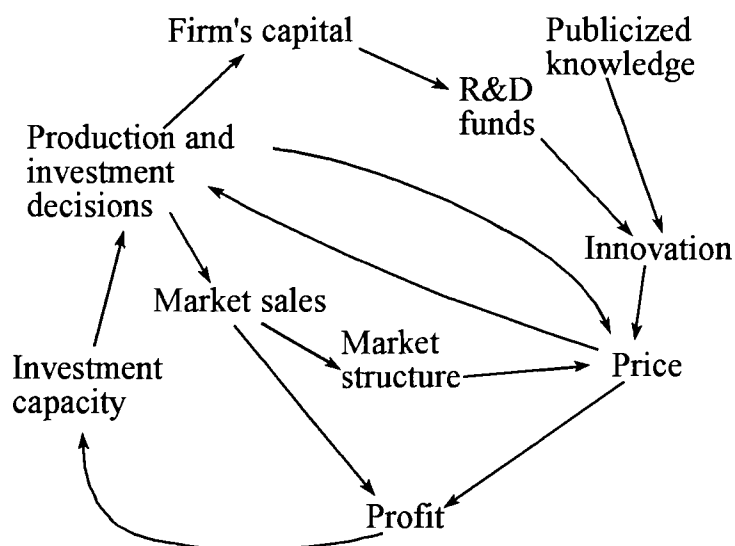 Firm's capital
Publicized
knowledge
R&D
funds
Production and
investment
decisions
Innovation
Market sales
Market
structure
Price
Investment
capacity
Profit